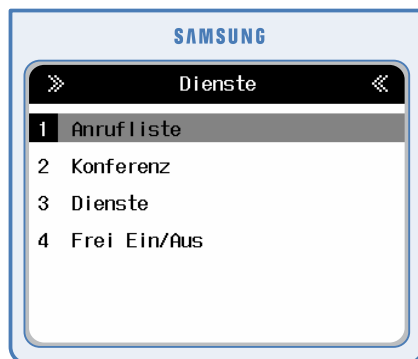 SAMSUNG
» Dienste «
1 Anrufliste
2 Konferenz
3 Dienste
4 Frei Ein/Aus